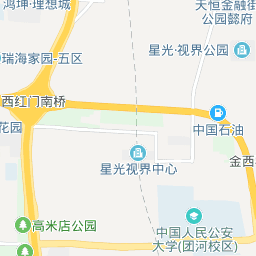 鸿坤·理想城
天恒金融街
公园懿府
星光·视界公园
瑞海家园-五区
西红门南桥
中国石油
花园
金西
星光视界中心
高米店公园
中国人民公安
大学(团河校区)